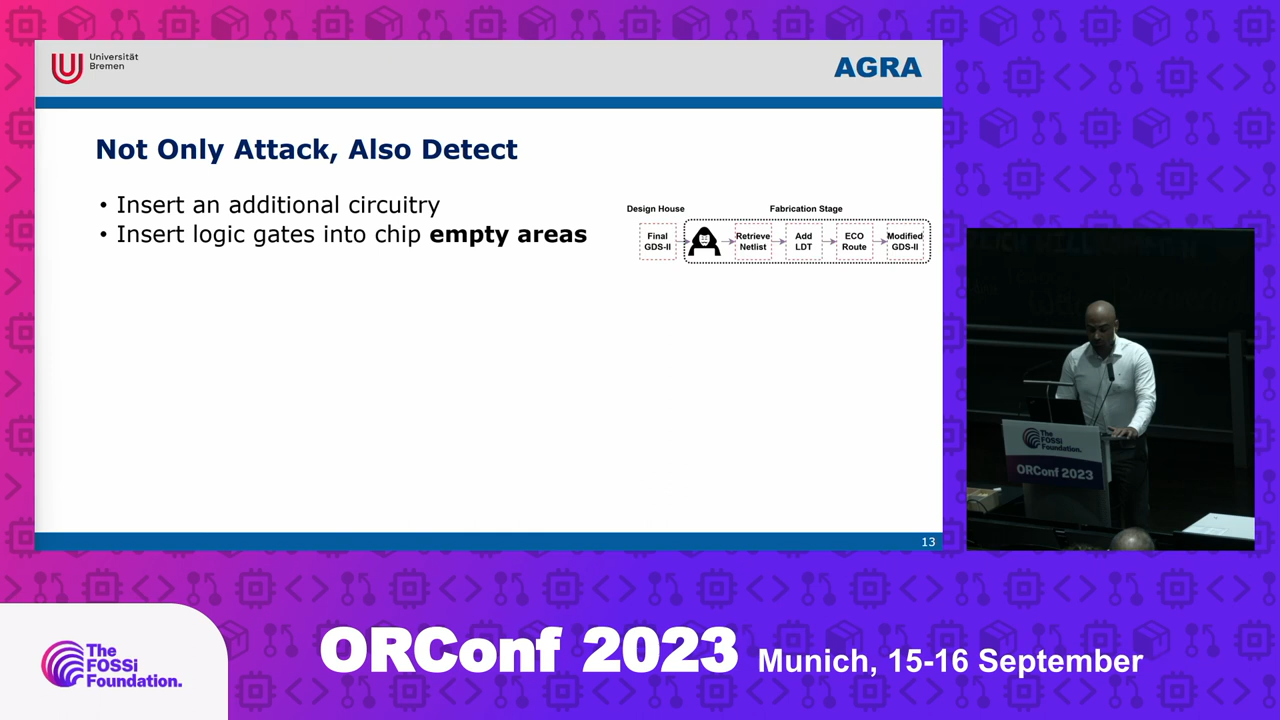 Universität
Bremen
AGRA
Not Only Attack, Also Detect
• Insert an additional circuitry
• Insert logic gates into chip empty areas
Design House
Fabrication Stage
Final
GDS-II
Retrieve
Netlist
Add
LDT
ECO
Route
Modified
GDS-II
13
The
FOSSi
Foundation.
ORConf 2023
The
FOSSi
Foundation.
ORConf 2023
Munich, 15-16 September